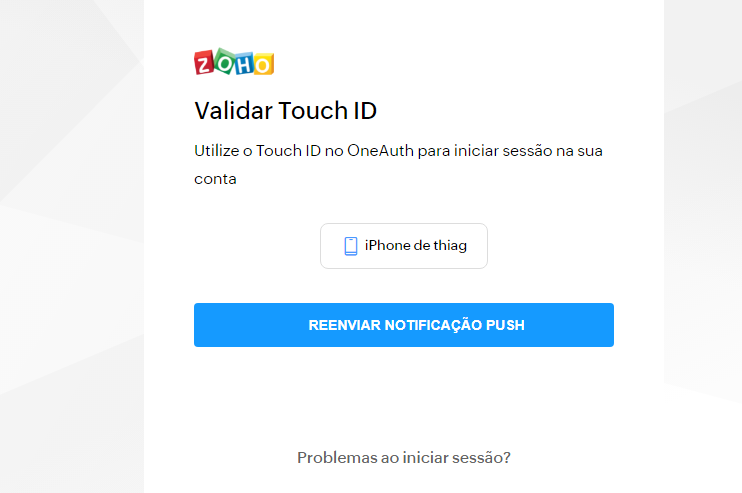 ZOHO
Validar Touch ID
Utilize o Touch ID no OneAuth para iniciar sessão na sua
conta
iPhone de thiag
REENVIAR NOTIFICAÇÃO PUSH
Problemas ao iniciar sessão?